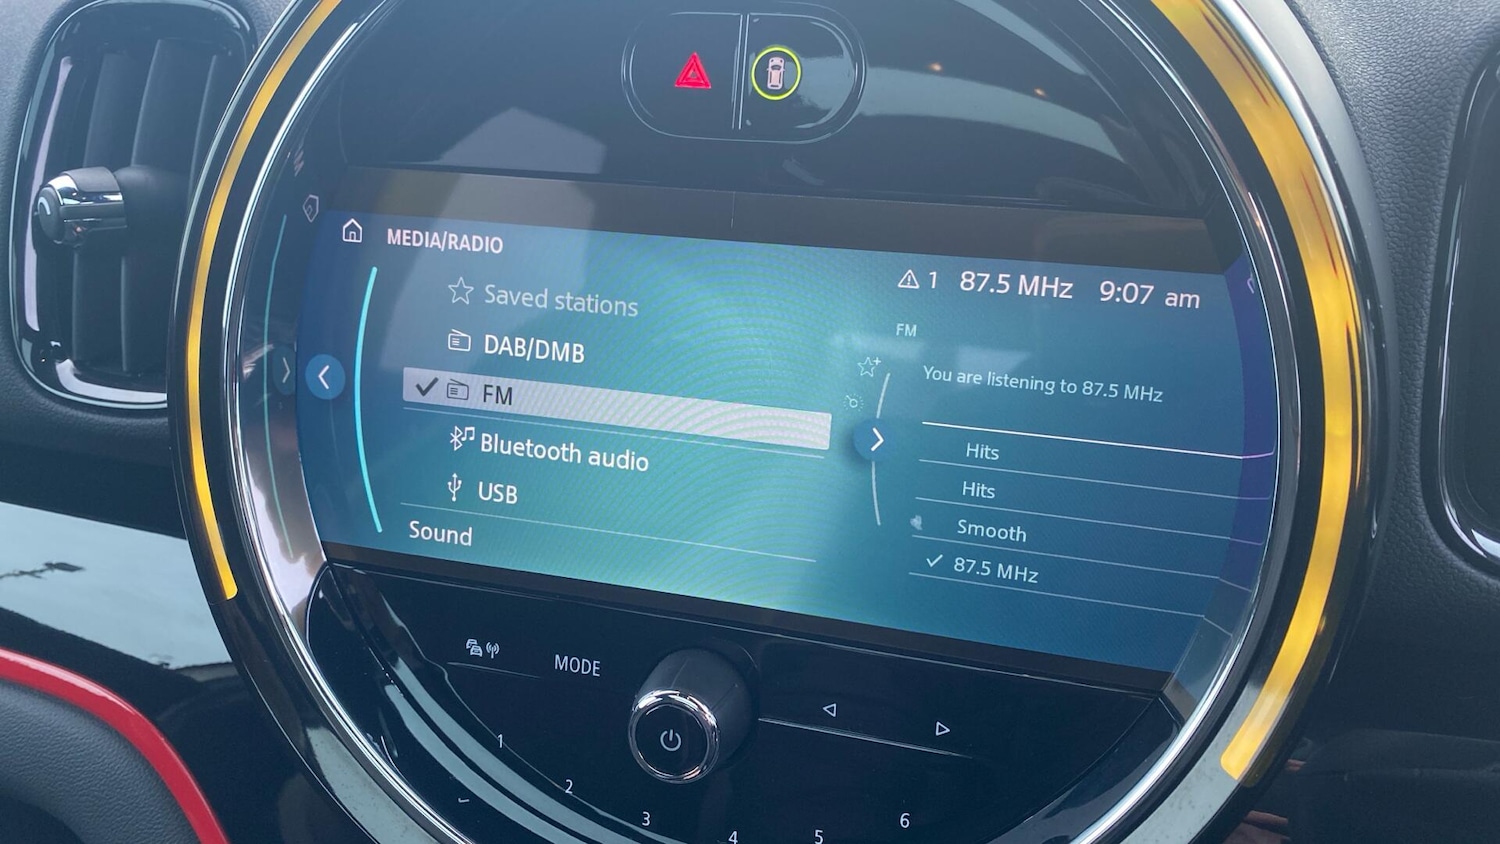 MEDIA/RADIO
1 87.5 MHz 9:07 am
Saved stations
DAB/DMB
FM
Bluetooth audio
USB
Sound
FM
You are listening to 87.5 MHz
Hits
Hits
Smooth
87.5 MHz
MODE
1
2
3
4
5
6